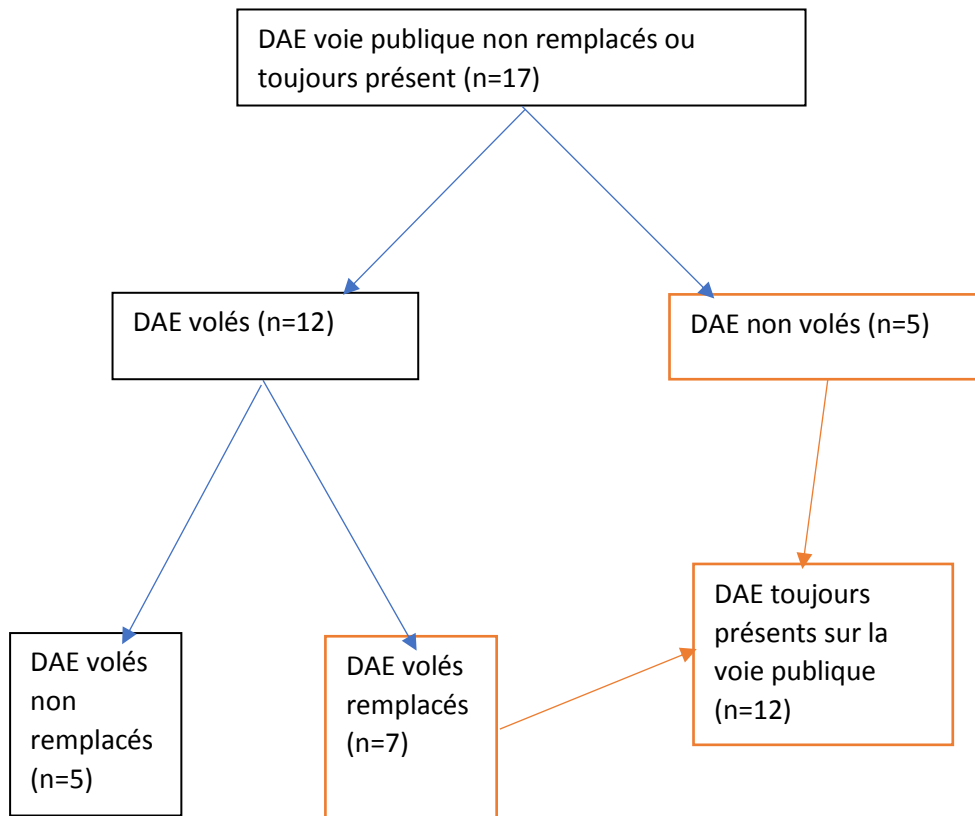 DAE voie publique non remplacés ou
toujours présent (n=17)
DAE volés (n=12)
DAE non volés (n=5)
DAE volés
non
remplacés
(n=5)
DAE volés
remplacés
(n=7)
DAE toujours
présents sur la
voie publique
(n=12)